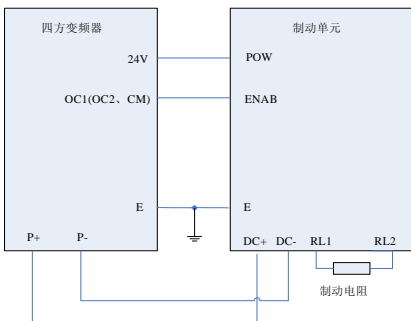 四方变频器
制动单元
24V
POW
OC1(OC2、CM)
ENAB
E
E
P+
P-
DC+
DC-
RL1
RL2
制动电阻